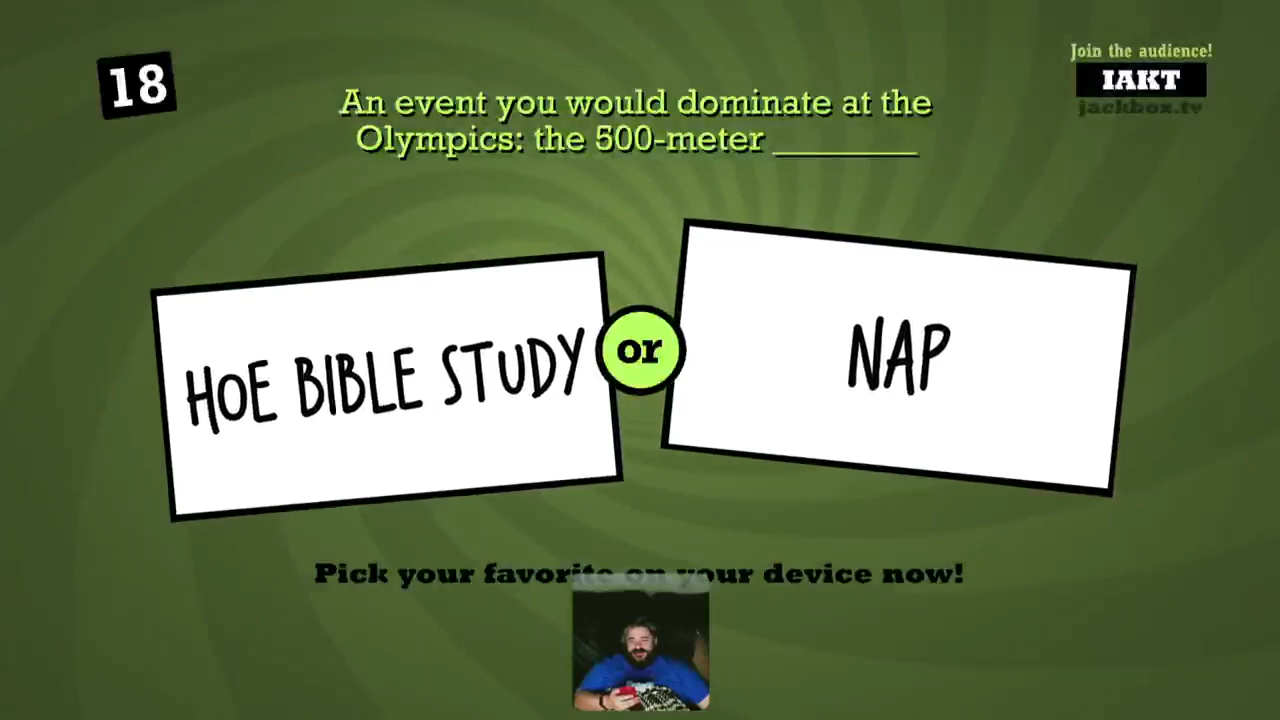 18
Join the audience!
IAKT
jackbox.tv
An event you would dominate at the
Olympics: the 500-meter ________
HOE BIBLE STUDY
or
NAP
Pick your favorite on your device now!